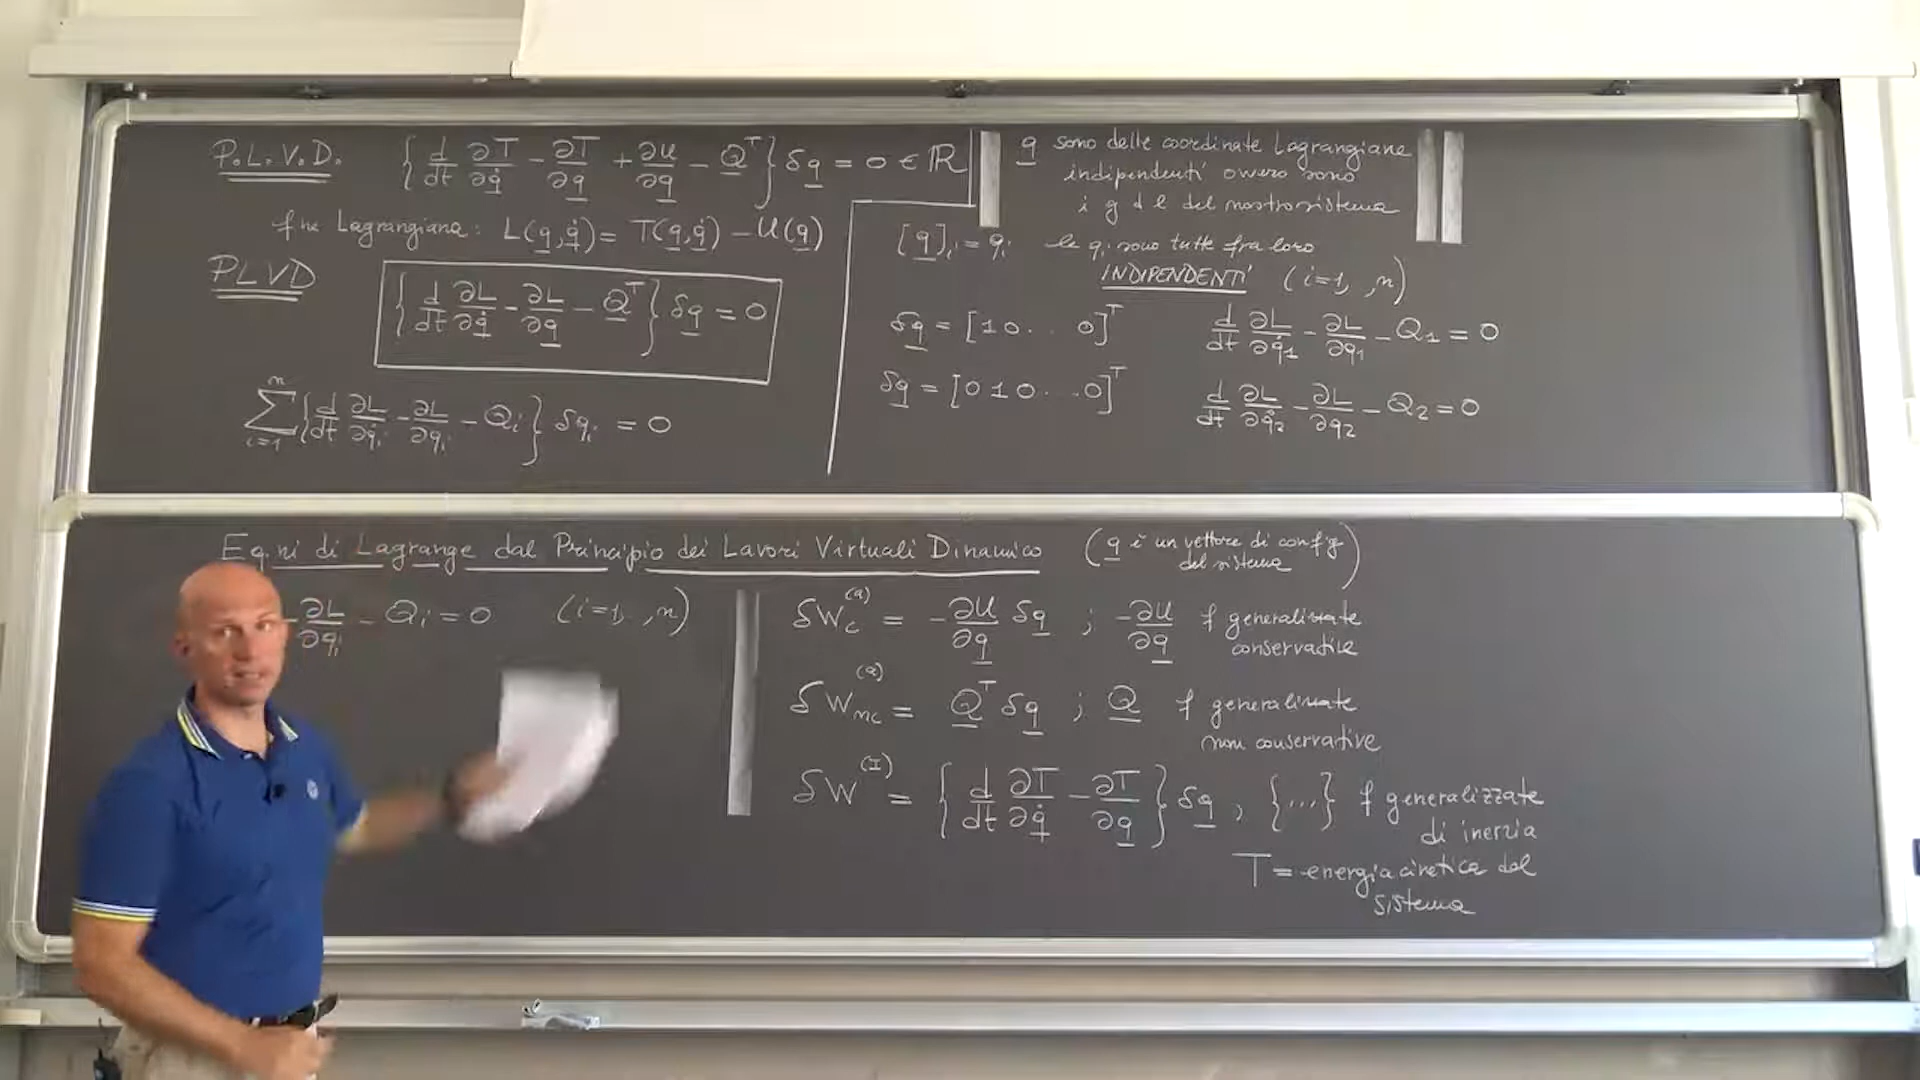 P.L.V.D. { d/dt ∂T/∂q̇ - ∂T/∂q + ∂U/∂q - Q^T } δq = 0 ∈ ℝ
f ne Lagrangiana: L(q,q̇) = T(q,q̇) - U(q)
PLVD { d/dt ∂L/∂q̇ - ∂L/∂q - Q^T } δq = 0
∑_{i=1}^{n} { d/dt ∂L/∂q̇_i - ∂L/∂q_i - Q_i } δq_i = 0
q sono delle coordinate Lagrangiane
indipendenti ovvero sono
i g d l del nostro sistema
[q]_i = q_i le q_i sono tutte fra loro
INDIPENDENTI (i=1, ,n)
δq = [1 0 . . . 0]^T d/dt ∂L/∂q̇_1 - ∂L/∂q_1 - Q_1 = 0
δq = [0 1 0 . . . 0]^T d/dt ∂L/∂q̇_2 - ∂L/∂q_2 - Q_2 = 0
Eq.ni di Lagrange dal Principio dei Lavori Virtuali Dinamico
(q è un vettore di config
del sistema)
- ∂L/∂q_i - Q_i = 0 (i=1, ,n)
δW_c^(a) = - ∂U/∂q δq ; - ∂U/∂q f generalizzate
conservative
δW_nc^(a) = Q^T δq ; Q f generalizzate
non conservative
δW^(I) = { d/dt ∂T/∂q̇ - ∂T/∂q } δq, {...} f generalizzate
di inerzia
T = energia cinetica del
sistema